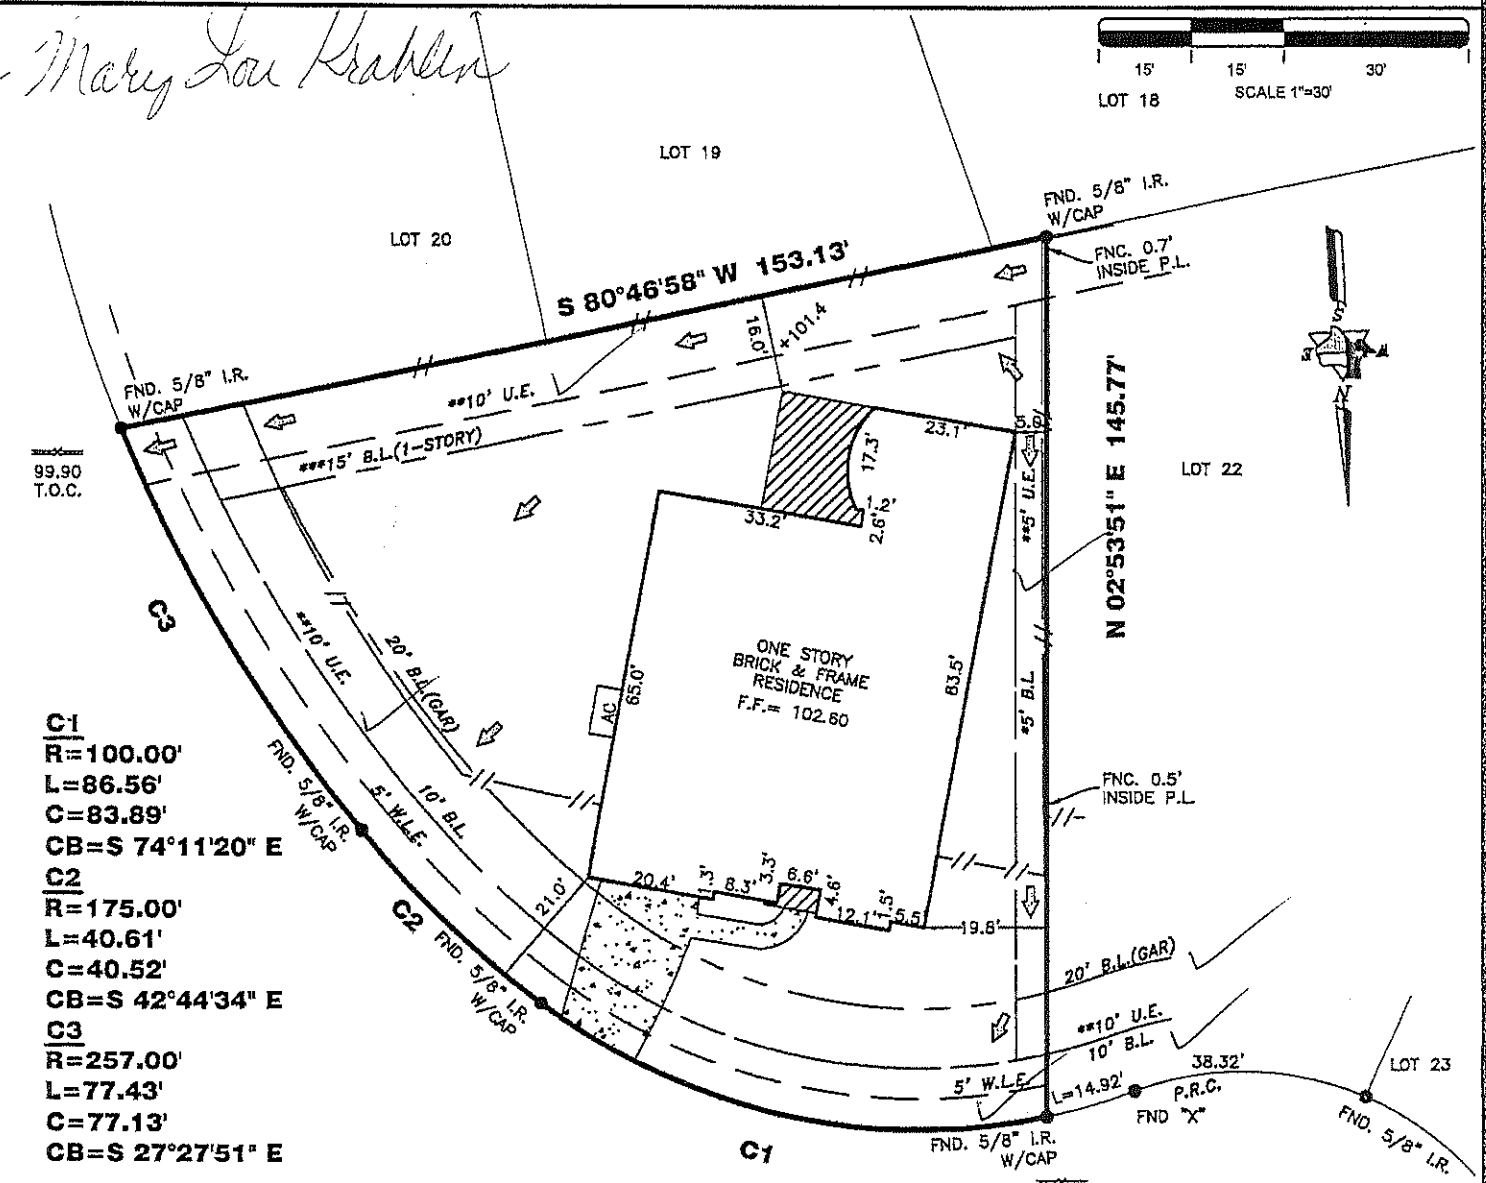 Mary Lou
15' 15' 30'
LOT 18 SCALE 1"=30'
LOT 19
LOT 20
FND. 5/8" I.R.
W/CAP
FNC. 0.7'
INSIDE P.L.
S 80°46'58" W 153.13'
16.0'
+101.4
FND. 5/8" I.R.
W/CAP
**10' U.E.
***15' B.L.(1-STORY)
99.90
T.O.C.
S
N
23.1'
5.8'
17.3'
1.2'
2.6'
33.2'
**5' U.E.
LOT 22
N 02°53'51" E 145.77'
C3
**10' U.E.
20' B.L.(GAR)
ONE STORY
BRICK & FRAME
RESIDENCE
F.F.= 102.60
65.0'
AC
83.5'
*5' B.L.
C1
R=100.00'
L=86.56'
C=83.89'
CB=S 74°11'20" E
C2
R=175.00'
L=40.61'
C=40.52'
CB=S 42°44'34" E
C3
R=257.00'
L=77.43'
C=77.13'
CB=S 27°27'51" E
FND. 5/8" I.R.
W/CAP
5' W.L.E.
10' B.L.
FNC. 0.5'
INSIDE P.L.
20.4'
1.3'
8.3'
3.3'
6.6'
4.6'
12.1'
1.5'
5.5'
19.8'
21.0'
C2
FND. 5/8" I.R.
W/CAP
20' B.L.(GAR)
**10' U.E.
10' B.L.
5' W.L.E.
L=14.92'
38.32'
P.R.C.
FND "X"
LOT 23
FND. 5/8" I.R.
FND. 5/8" I.R.
W/CAP
C1